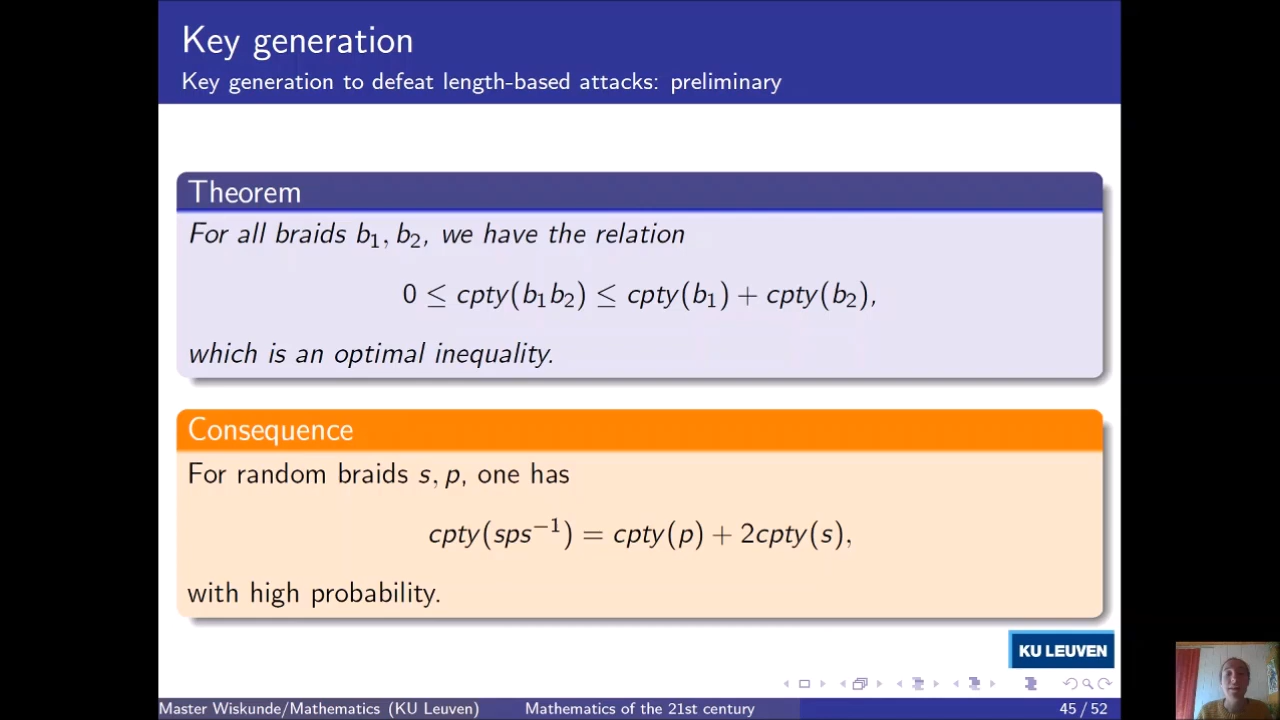 Key generation
Key generation to defeat length-based attacks: preliminary
Theorem
For all braids b₁, b₂, we have the relation
0 ≤ cpty(b₁b₂) ≤ cpty(b₁) + cpty(b₂),
which is an optimal inequality.
Consequence
For random braids s, p, one has
cpty(sps⁻¹) = cpty(p) + 2cpty(s),
with high probability.
KU LEUVEN
Master Wiskunde/Mathematics (KU Leuven) Mathematics of the 21st century 45 / 52